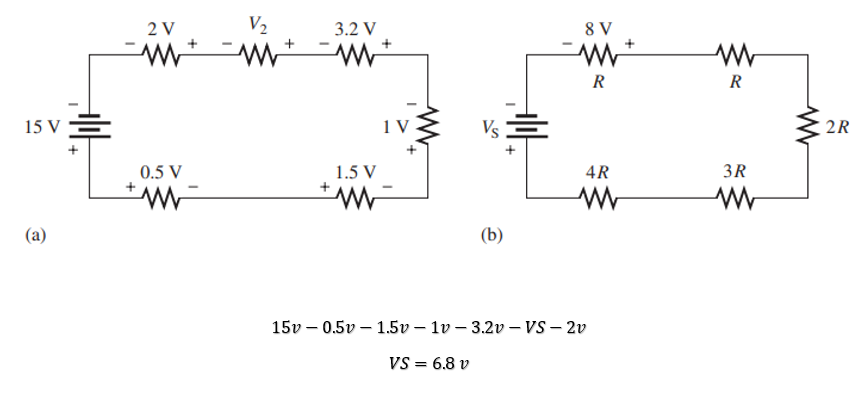 2 V V₂ 3.2 V 8 V
− + − + − + − +
R R
− − −
15 V 1 V V_S 2R
+ + +
0.5 V 1.5 V 4R 3R
+ − + −
(a) (b)
15v − 0.5v − 1.5v − 1v − 3.2v − VS − 2v
VS = 6.8 v